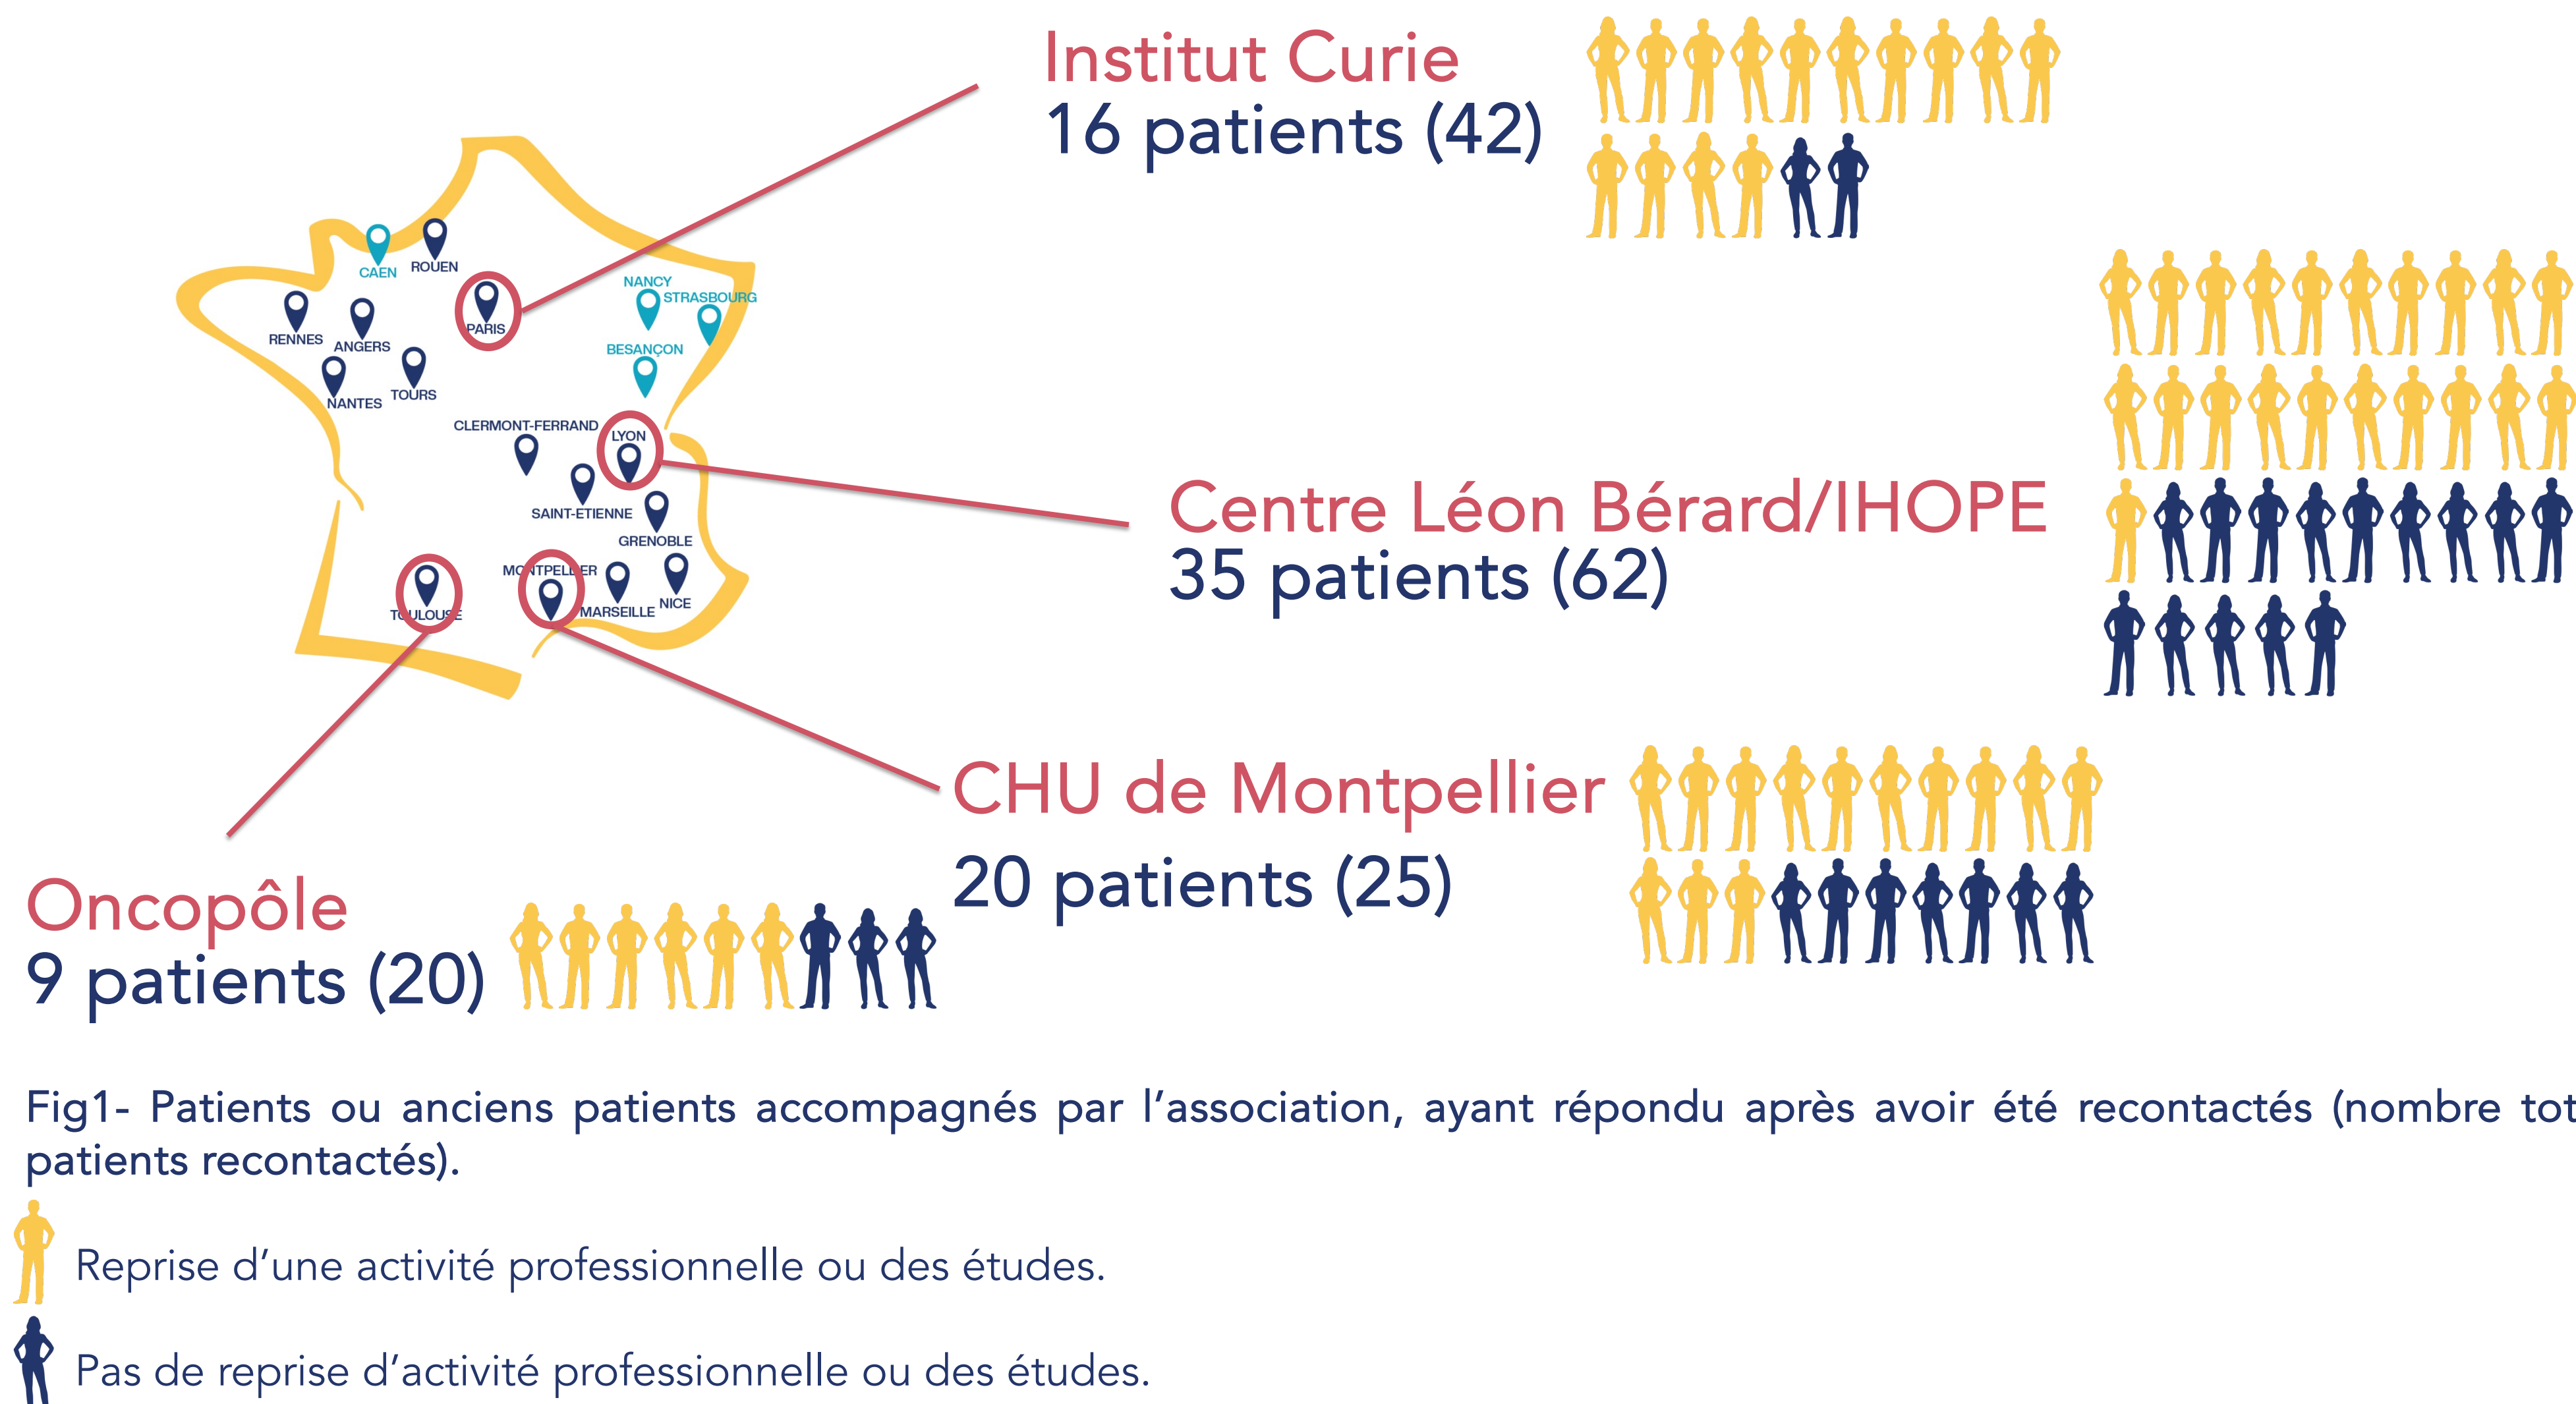 Institut Curie
16 patients (42)
CAEN
ROUEN
PARIS
NANCY
STRASBOURG
RENNES
ANGERS
BESANÇON
NANTES
TOURS
CLERMONT-FERRAND
LYON
SAINT-ETIENNE
GRENOBLE
MONTPELLIER
TOULOUSE
MARSEILLE
NICE
Centre Léon Bérard/IHOPE
35 patients (62)
CHU de Montpellier
20 patients (25)
Oncopôle
9 patients (20)
Fig1- Patients ou anciens patients accompagnés par l’association, ayant répondu après avoir été recontactés (nombre tot
patients recontactés).
Reprise d’une activité professionnelle ou des études.
Pas de reprise d’activité professionnelle ou des études.